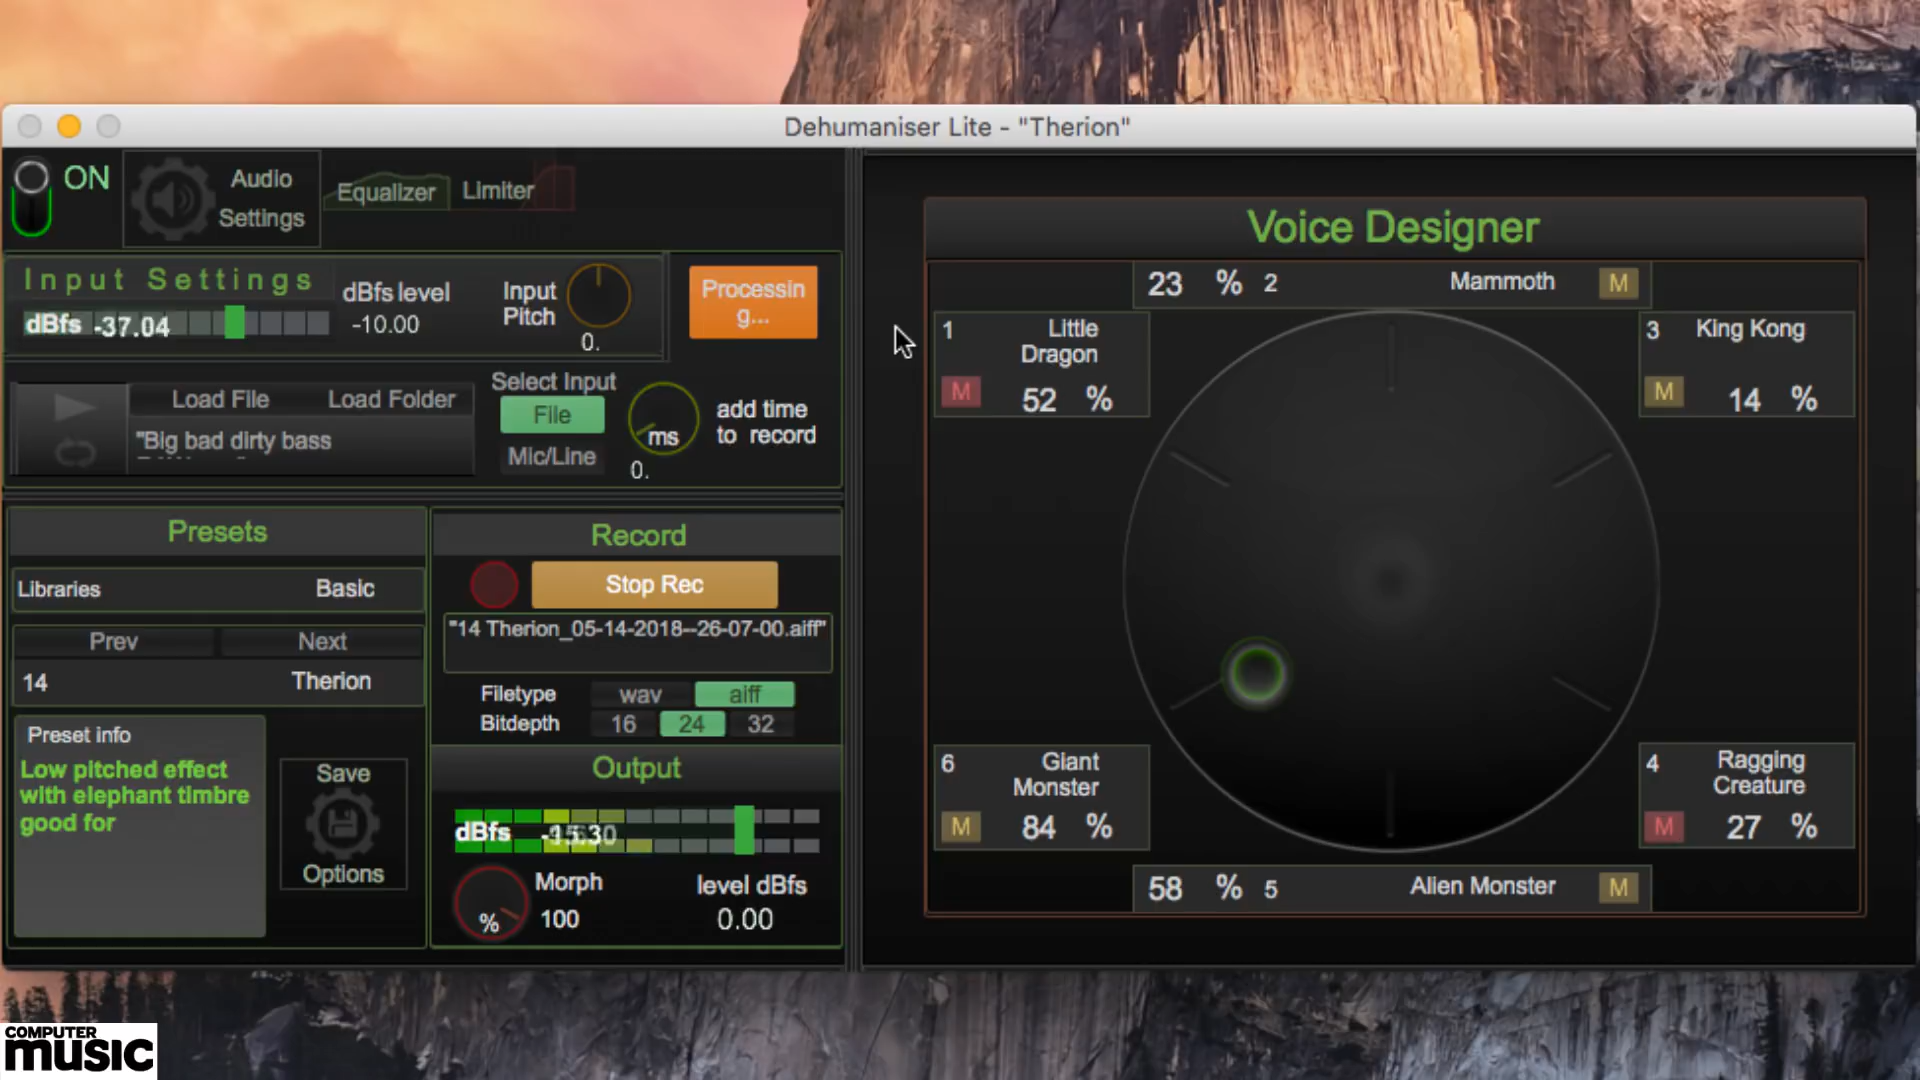 Dehumaniser Lite - "Therion"
ON
Audio
Settings
Equalizer
Limiter
Input Settings
dBfs -37.04
dBfs level
-10.00
Input
Pitch
0.
Processin
g...
Load File
Load Folder
"Big bad dirty bass
Select Input
File
Mic/Line
ms
0.
add time
to record
Presets
Libraries
Basic
Prev
Next
14
Therion
Preset info
Low pitched effect
with elephant timbre
good for
Save
Options
Record
Stop Rec
"14 Therion_05-14-2018--26-07-00.aiff"
Filetype
wav
aiff
Bitdepth
16
24
32
Output
dBfs
%
Morph
100
level dBfs
0.00
Voice Designer
23 % 2 Mammoth M
1 Little
Dragon
M 52 %
3 King Kong
M 14 %
6 Giant
Monster
M 84 %
4 Ragging
Creature
M 27 %
58 % 5 Alien Monster M
COMPUTER
music